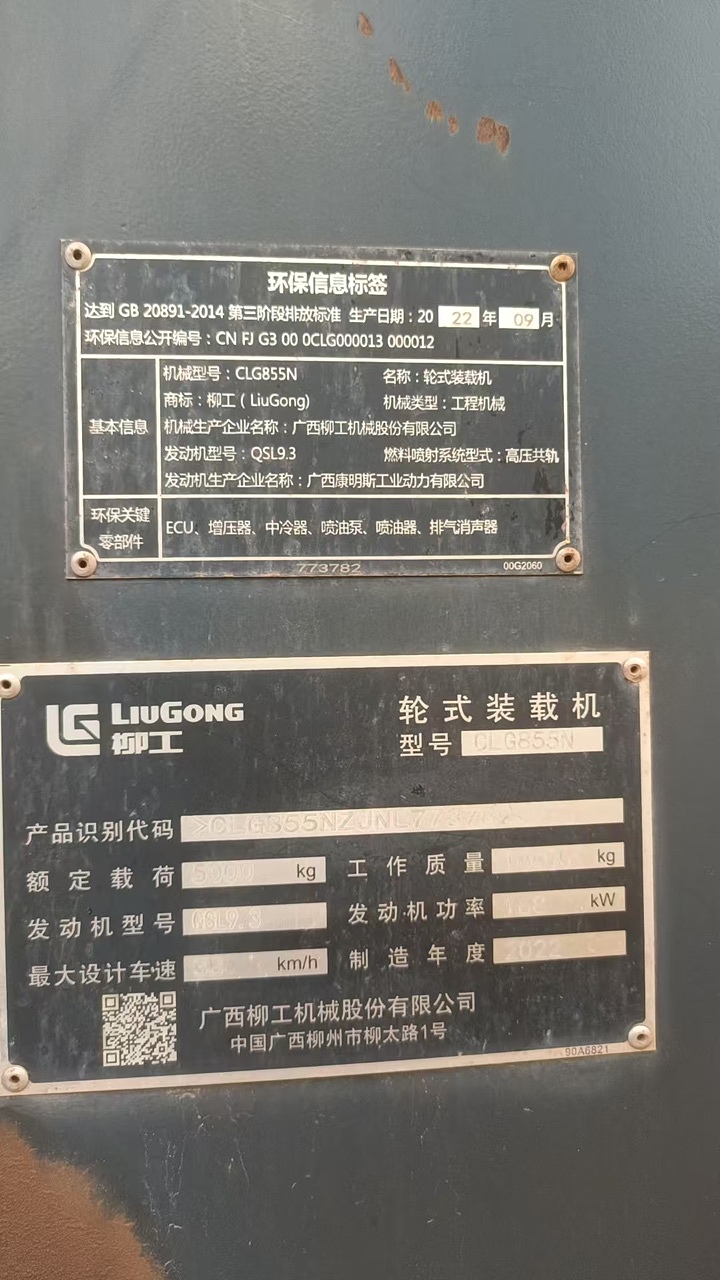 环保信息标签
达到 GB 20891-2014 第三阶段排放标准 生产日期：20 22 年 09 月
环保信息公开编号：CN FJ G3 00 0CLG000013 000012
基本信息
机械型号：CLG855N 名称：轮式装载机
商标：柳工（LiuGong） 机械类型：工程机械
机械生产企业名称：广西柳工机械股份有限公司
发动机型号：QSL9.3 燃料喷射系统型式：高压共轨
发动机生产企业名称：广西康明斯工业动力有限公司
环保关键
零部件
ECU、增压器、中冷器、喷油泵、喷油器、排气消声器
773782 00G2060
LIUGONG
柳工
轮式装载机
型号 CLG855N
产品识别代码
额定载荷 5000 kg 工作质量 kg
发动机型号 QSL9.3 发动机功率 kW
最大设计车速 km/h 制造年度 2022
广西柳工机械股份有限公司
中国广西柳州市柳太路1号
90A6821